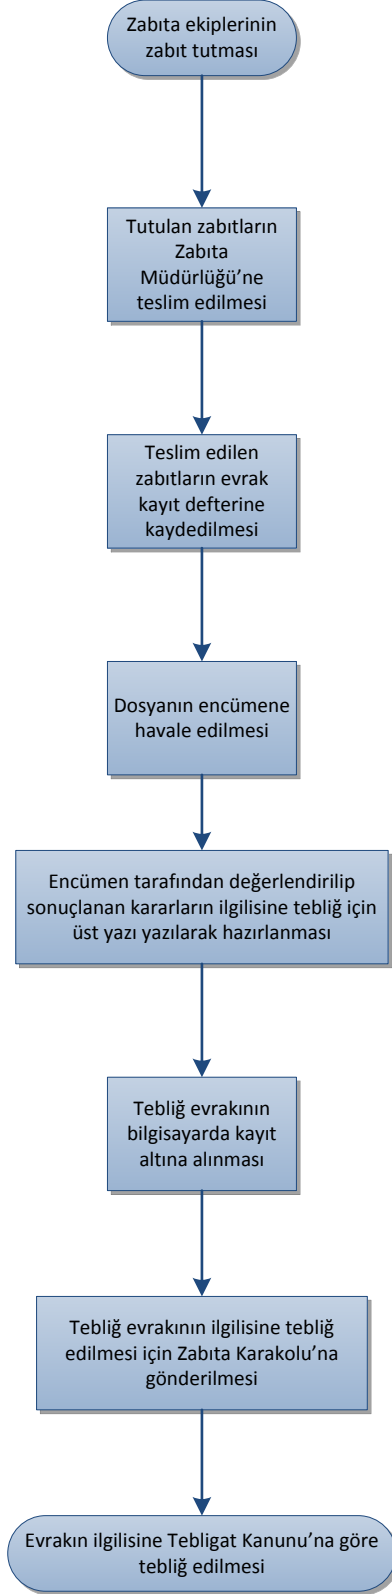 Zabıta ekiplerinin
zabıt tutması
Tutulan zabıtların
Zabıta
Müdürlüğü’ne
teslim edilmesi
Teslim edilen
zabıtların evrak
kayıt defterine
kaydedilmesi
Dosyanın encümene
havale edilmesi
Encümen tarafından değerlendirilip
sonuçlanan kararların ilgilisine tebliğ için
üst yazı yazılarak hazırlanması
Tebliğ evrakının
bilgisayarda kayıt
altına alınması
Tebliğ evrakının ilgilisine tebliğ
edilmesi için Zabıta Karakolu’na
gönderilmesi
Evrakın ilgilisine Tebligat Kanunu’na göre
tebliğ edilmesi